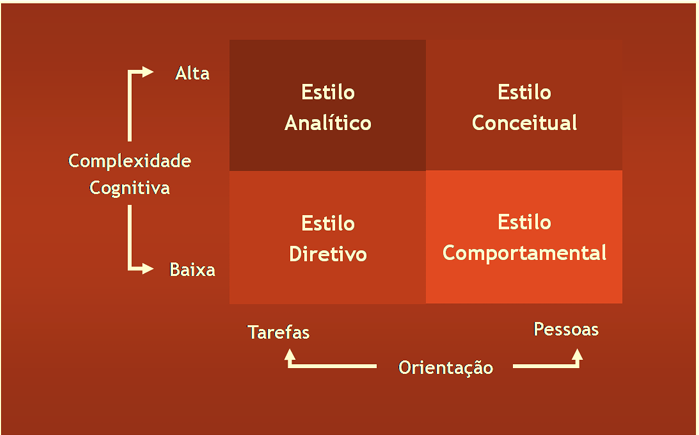 Alta
Estilo
Analítico
Estilo
Conceitual
Complexidade
Cognitiva
Estilo
Diretivo
Estilo
Comportamental
Baixa
Tarefas
Pessoas
Orientação